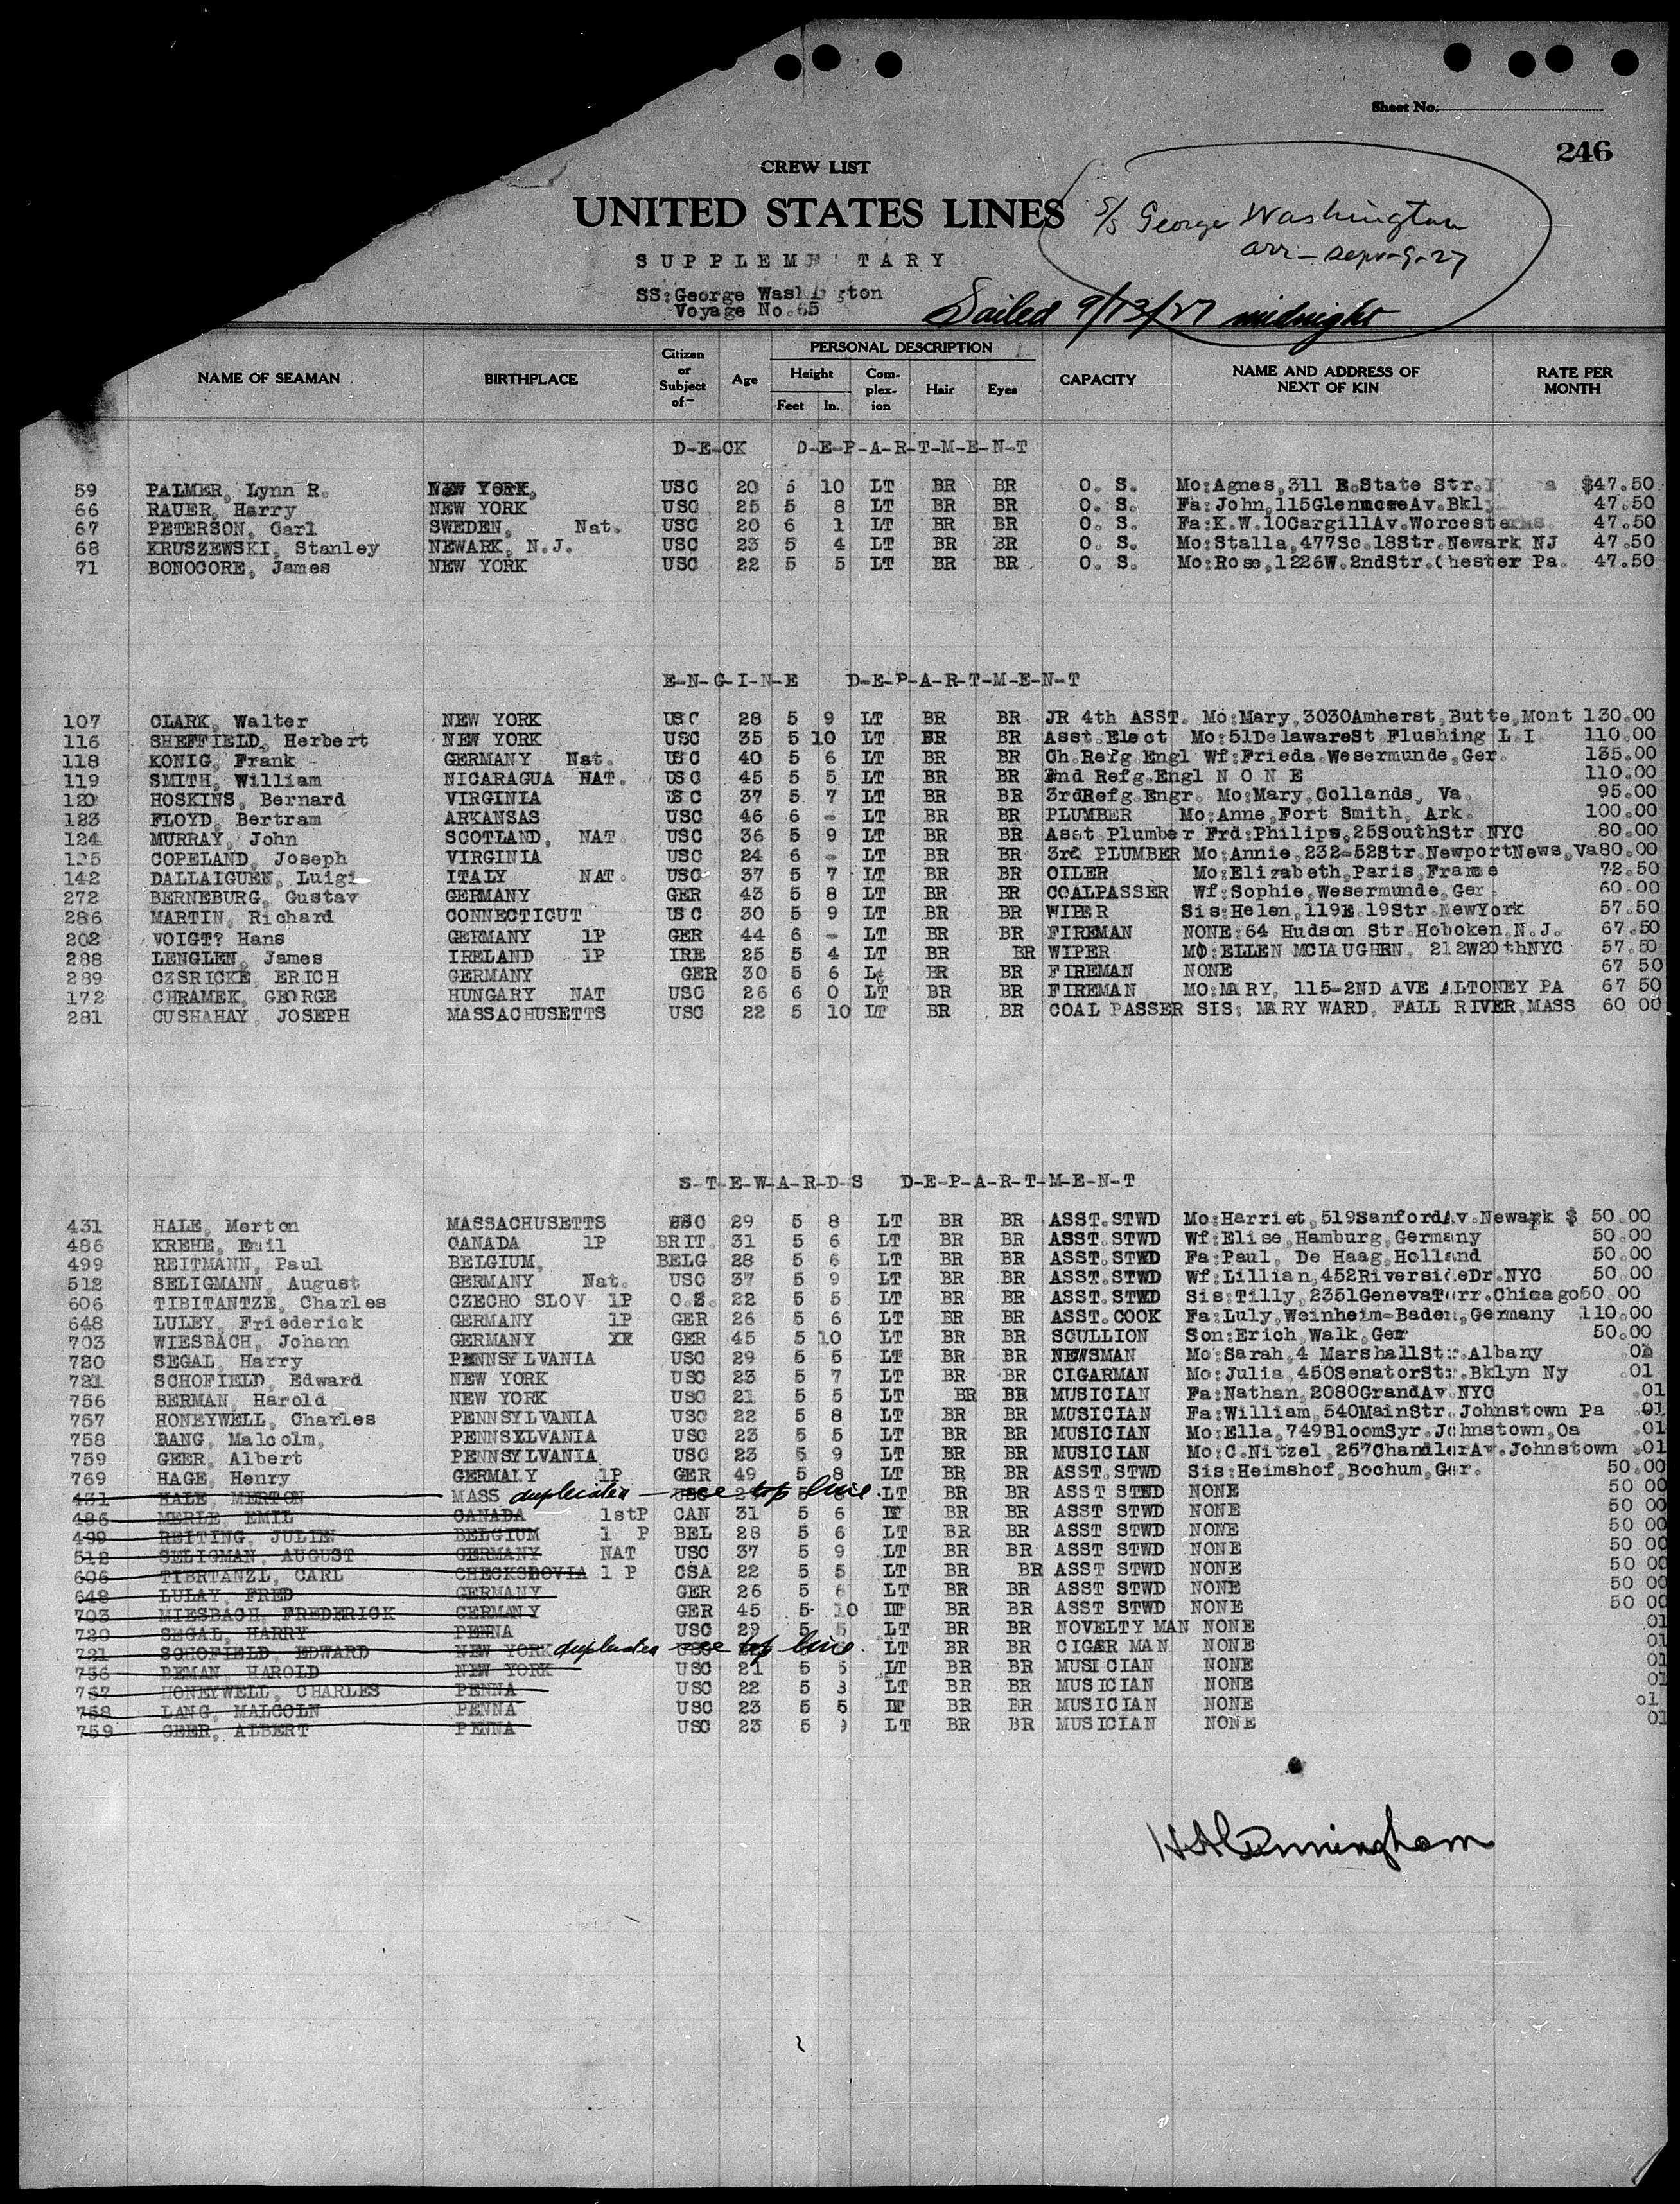 Sheet No.
246
CREW LIST
UNITED STATES LINES
S/S George Washington
arr - Sept-9-27
SUPPLEM TARY
SS:George Washington
Voyage No.65
Sailed 9/13/27 midnight
NAME OF SEAMAN BIRTHPLACE Citizen or Subject of— Age PERSONAL DESCRIPTION Height Feet In. Com-plex-ion Hair Eyes CAPACITY NAME AND ADDRESS OF NEXT OF KIN RATE PER MONTH
D-E-CK D-E-P-A-R-T-M-E-N-T
59 PALMER, Lynn R. NEW YORK, USC 20 5 10 LT BR BR O. S. Mo:Agnes,311 E.State Str. $47.50
66 RAUER, Harry NEW YORK USC 25 5 8 LT BR BR O. S. Fa:John,115GlenmoreAv.Bkl 47.50
67 PETERSON, Carl SWEDEN, Nat. USC 20 6 1 LT BR BR O. S. Fa:K.W.10CargillAv.Worcester 47.50
68 KRUSZEWSKI, Stanley NEWARK, N.J. USC 23 5 4 LT BR BR O. S. Mo:Stalla,477So.18Str.Newark NJ 47.50
71 BONOCORE, James NEW YORK USC 22 5 5 LT BR BR O. S. Mo:Rose,1226W.2ndStr.Chester Pa. 47.50
E-N-G-I-N-E D-E-P-A-R-T-M-E-N-T
107 CLARK, Walter NEW YORK USC 28 5 9 LT BR BR JR 4th ASST. Mo:Mary,3030Amherst,Butte,Mont 130.00
116 SHEFFIELD, Herbert NEW YORK USC 35 5 10 LT BR BR Asst.Elect Mo:51DelawareSt Flushing L.I. 110.00
118 KONIG, Frank GERMANY Nat. USC 40 5 6 LT BR BR Ch.Refg.Engl Wf:Frieda.Wesermunde,Ger. 135.00
119 SMITH, William NICARAGUA NAT. USC 45 5 5 LT BR BR 2nd Refg.Engl N O N E 110.00
120 HOSKINS, Bernard VIRGINIA USC 37 5 7 LT BR BR 3rdRefg.Engr. Mo:Mary,Collands, Va. 95.00
123 FLOYD, Bertram ARKANSAS USC 46 6 - LT BR BR PLUMBER Mo:Anne,Fort Smith, Ark. 100.00
124 MURRAY, John SCOTLAND, NAT USC 36 5 9 LT BR BR Asst.Plumber Frd:Philips,25SouthStr.NYC 80.00
125 COPELAND, Joseph VIRGINIA USC 24 6 - LT BR BR 3rd PLUMBER Mo:Annie,232-52Str.NewportNews,Va80.00
142 DALLAIGUEN, Luigi ITALY NAT. USC 37 5 7 LT BR BR OILER Mo:Elizabeth,Paris,France 72.50
272 BERNEBURG, Gustav GERMANY GER 43 5 8 LT BR BR COALPASSER Wf:Sophie,Wesermunde,Ger. 60.00
286 MARTIN, Richard CONNECTICUT USC 30 5 9 LT BR BR WIPER Sis:Helen,119E.19Str.NewYork 57.50
202 VOIGT? Hans GERMANY 1P GER 44 6 - LT BR BR FIREMAN NONE:64 Hudson Str.Hoboken,N.J. 67.50
288 LENGLEN, James IRELAND 1P IRE 25 5 4 LT BR BR WIPER MO:ELLEN MCLAUGHRN, 212W20thNYC 57.50
289 CZSRICKE, ERICH GERMANY GER 30 5 6 Lt BR BR FIREMAN NONE 67 50
172 CHRAMEK, GEORGE HUNGARY NAT USC 26 6 0 LT BR BR FIREMAN MO:MARY, 115-2ND AVE ALTONEY PA 67 50
281 CUSHAHAY, JOSEPH MASSACHUSETTS USC 22 5 10 LT BR BR COAL PASSER SIS: MARY WARD, FALL RIVER,MASS 60 00
S-T-E-W-A-R-D-S D-E-P-A-R-T-M-E-N-T
431 HALE, Merton MASSACHUSETTS USC 29 5 8 LT BR BR ASST.STWD Mo:Harriet,519SanfordAv.Newark $ 50.00
486 KREHE, Emil CANADA 1P BRIT. 31 5 6 LT BR BR ASST.STWD Wf:Elise,Hamburg,Germany 50.00
499 REITMANN, Paul BELGIUM, BELG 28 5 6 LT BR BR ASST.STWD Fa:Paul, De Haag,Holland 50.00
512 SELIGMANN, August GERMANY Nat. USC 37 5 9 LT BR BR ASST.STWD Wf:Lillian,452RiversideDr.NYC 50.00
606 TIBITANTZE, Charles CZECHO SLOV 1P C.S. 22 5 5 LT BR BR ASST.STWD Sis:Tilly,2351GenevaTerr.Chicago50.00
648 LULEY, Friederick GERMANY 1P GER 26 5 6 LT BR BR ASST.COOK Fa:Luly,Weinheim-Baden,Germany 110.00
703 WIESBACH, Johann GERMANY XX GER 45 5 10 LT BR BR SCULLION Son:Erich,Walk,Ger 50.00
720 SEGAL, Harry PENNSYLVANIA USC 29 5 5 LT BR BR NEWSMAN Mo:Sarah,4 MarshallStr.Albany .01
721 SCHOFIELD, Edward NEW YORK USC 23 5 7 LT BR BR CIGARMAN Mo:Julia,450SenatorStr.Bklyn Ny .01
756 BERMAN, Harold NEW YORK USC 21 5 5 LT BR BR MUSICIAN Fa:Nathan,2080GrandAv.NYC .01
757 HONEYWELL, Charles PENNSYLVANIA USC 22 5 8 LT BR BR MUSICIAN Fa:William,540MainStr.Johnstown Pa .01
758 BANG, Malcolm, PENNSYLVANIA USC 23 5 5 LT BR BR MUSICIAN Mo:Ella,749BloomSyr.Johnstown,Oa .01
759 GEER, Albert PENNSYLVANIA USC 23 5 9 LT BR BR MUSICIAN Mo:C.Nitzel,257ChandlerAv.Johnstown .01
769 HAGE, Henry GERMALY 1P GER 49 5 8 LT BR BR ASST.STWD Sis:Heimshof,Bochum,Ger. 50.00
431 HALE, MERTON MASS duplicates — see top line. LT BR BR ASST STWD NONE 50 00
486 MERLE EMIL CANADA 1stP CAN 31 5 6 LT BR BR ASST STWD NONE 50 00
499 REITING, JULIEN BELGIUM 1 P BEL 28 5 6 LT BR BR ASST STWD NONE 50 00
512 SELIGMAN, AUGUST GERMANY NAT USC 37 5 9 LT BR BR ASST STWD NONE 50 00
606 TIBRTANZL, CARL CHECKSBOVIA 1 P CSA 22 5 5 LT BR BR ASST STWD NONE 50 00
648 LULAY, FRED GERMANY GER 26 5 6 LT BR BR ASST STWD NONE 50 00
703 MIESBACH, FREDERICK GERMANY GER 45 5 10 LT BR BR ASST STWD NONE 50 00
720 SEGAL, HARRY PENNA USC 29 5 5 LT BR BR NOVELTY MAN NONE 01
721 SCHOFIELD, EDWARD NEW YORK duplicates — see top line. LT BR BR CIGAR MAN NONE 01
756 BEMAN, HAROLD NEW YORK USC 21 5 5 LT BR BR MUSICIAN NONE 01
757 HONEYWELL, CHARLES PENNA USC 22 5 8 LT BR BR MUSICIAN NONE 01
758 LANG, MALCOLN PENNA USC 23 5 5 LT BR BR MUSICIAN NONE 01
759 GEER, ALBERT PENNA USC 23 5 9 LT BR BR MUSICIAN NONE 01
H A Cunningham